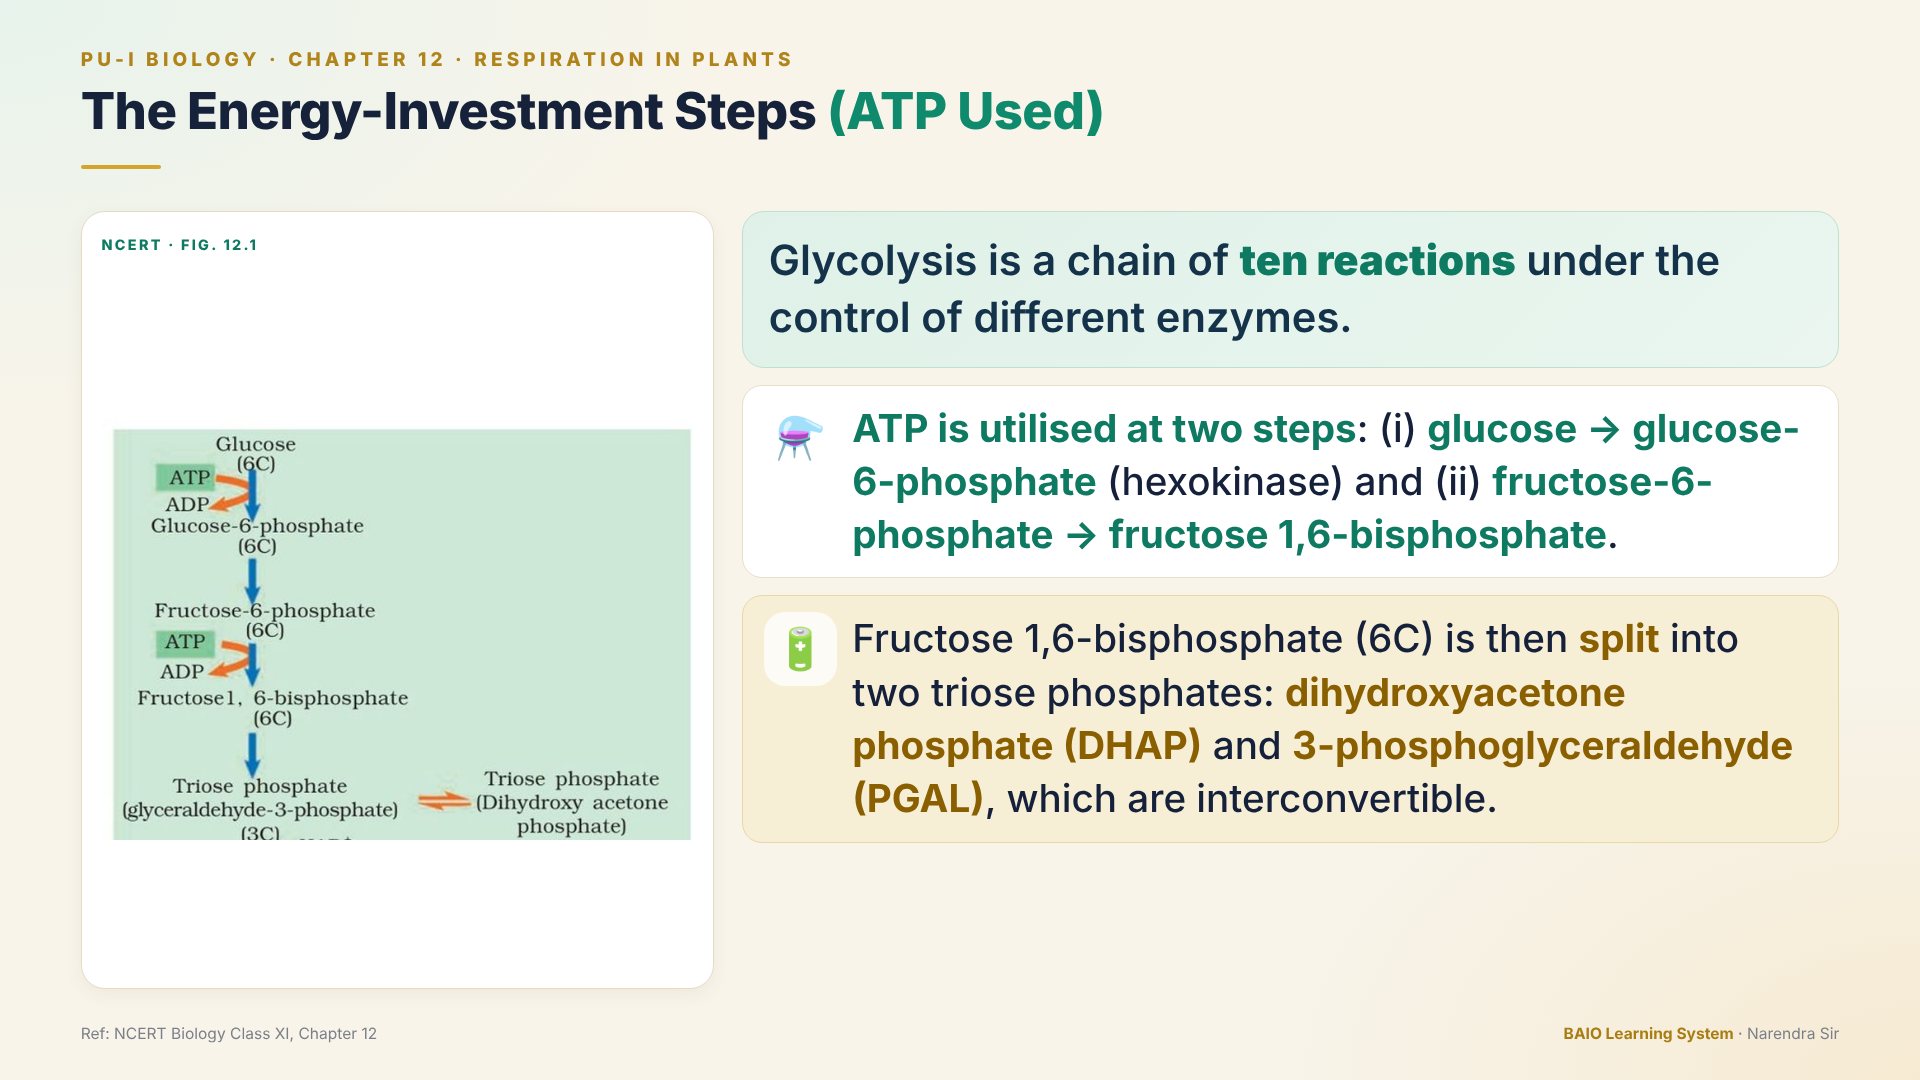 PU-I BIOLOGY · CHAPTER 12 · RESPIRATION IN PLANTS
The Energy-Investment Steps (ATP Used)
NCERT · FIG. 12.1
Glucose
(6C)
ATP
ADP
Glucose-6-phosphate
(6C)
Fructose-6-phosphate
(6C)
ATP
ADP
Fructose1, 6-bisphosphate
(6C)
Triose phosphate
(glyceraldehyde-3-phosphate)
(3C)
Triose phosphate
(Dihydroxy acetone
phosphate)
Glycolysis is a chain of ten reactions under the
control of different enzymes.
ATP is utilised at two steps: (i) glucose → glucose-
6-phosphate (hexokinase) and (ii) fructose-6-
phosphate → fructose 1,6-bisphosphate.
Fructose 1,6-bisphosphate (6C) is then split into
two triose phosphates: dihydroxyacetone
phosphate (DHAP) and 3-phosphoglyceraldehyde
(PGAL), which are interconvertible.
Ref: NCERT Biology Class XI, Chapter 12
BAIO Learning System · Narendra Sir